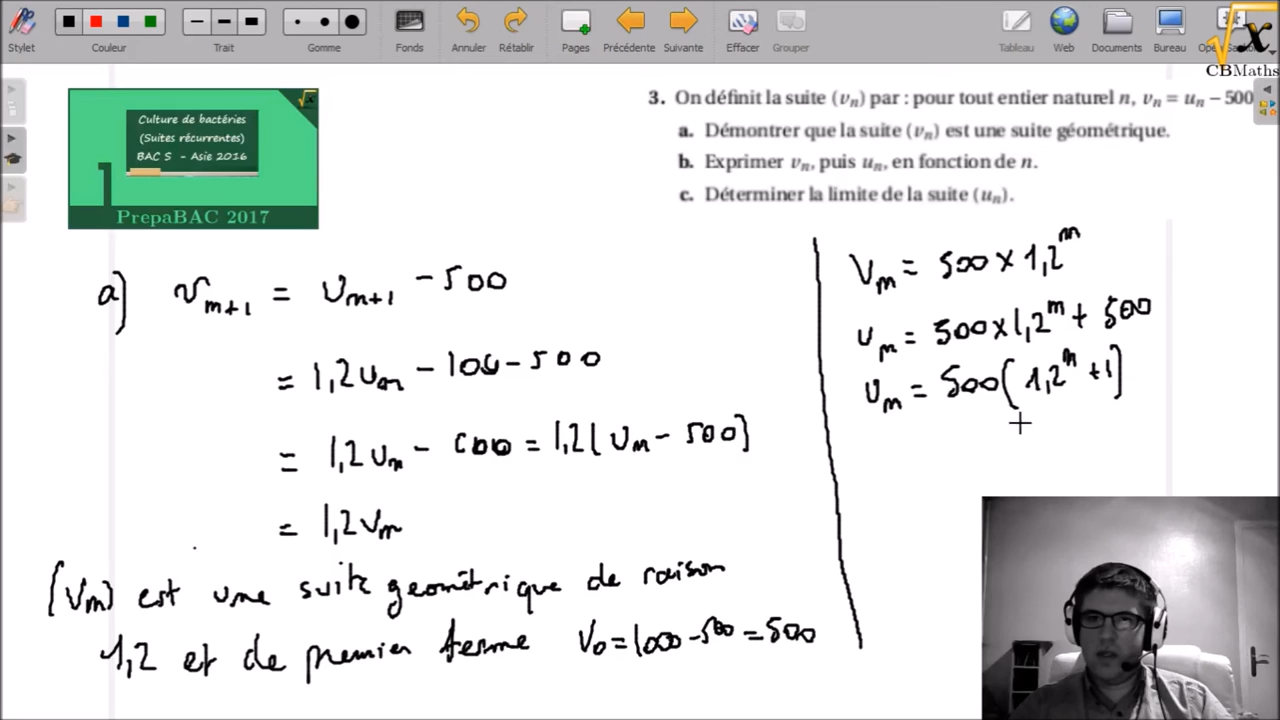 Stylet Couleur Trait Gomme Fonds Annuler Rétablir Pages Précédente Suivante Effacer Grouper Tableau Web Documents Bureau
CBMaths
Culture de bactéries
(Suites récurrentes)
BAC S - Asie 2016
1
PrepaBAC 2017
3. On définit la suite (vₙ) par : pour tout entier naturel n, vₙ = uₙ − 500
a. Démontrer que la suite (vₙ) est une suite géométrique.
b. Exprimer vₙ, puis uₙ, en fonction de n.
c. Déterminer la limite de la suite (uₙ).
a) vₙ₊₁ = uₙ₊₁ − 500
= 1,2uₙ − 100 − 500
= 1,2uₙ − 600 = 1,2(uₙ − 500)
= 1,2vₙ
(vₙ) est une suite géométrique de raison
1,2 et de premier terme v₀ = 1000 − 500 = 500
vₙ = 500 × 1,2ⁿ
uₙ = 500 × 1,2ⁿ + 500
uₙ = 500(1,2ⁿ + 1)